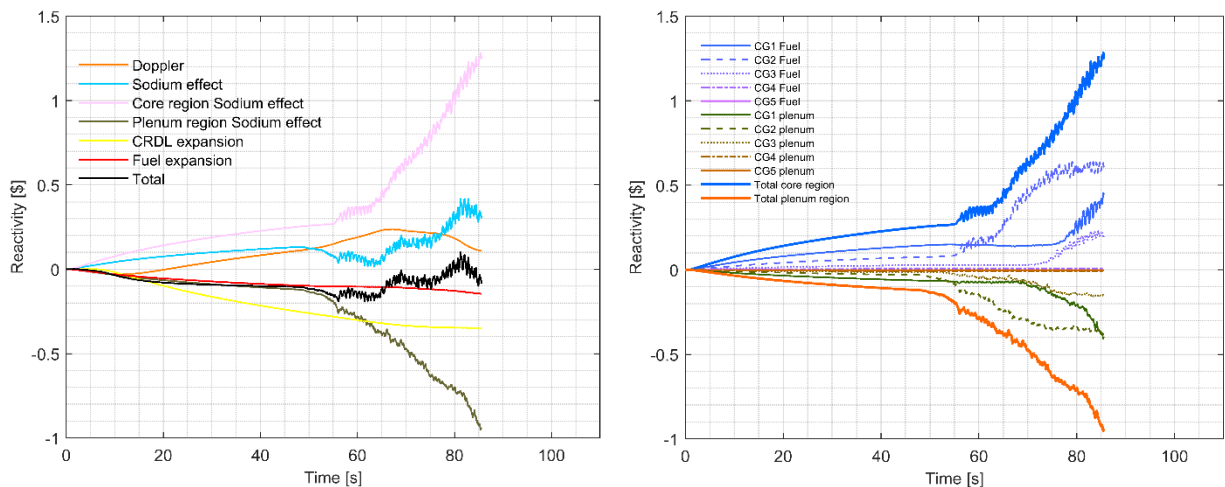 1.5
1
0.5
0
-0.5
-1
Reactivity [$]
0
20
40
60
80
100
Time [s]
Doppler
Sodium effect
Core region Sodium effect
Plenum region Sodium effect
CRDL expansion
Fuel expansion
Total
1.5
1
0.5
0
-0.5
-1
Reactivity [$]
0
20
40
60
80
100
Time [s]
CG1 Fuel
CG2 Fuel
CG3 Fuel
CG4 Fuel
CG5 Fuel
CG1 plenum
CG2 plenum
CG3 plenum
CG4 plenum
CG5 plenum
Total core region
Total plenum region